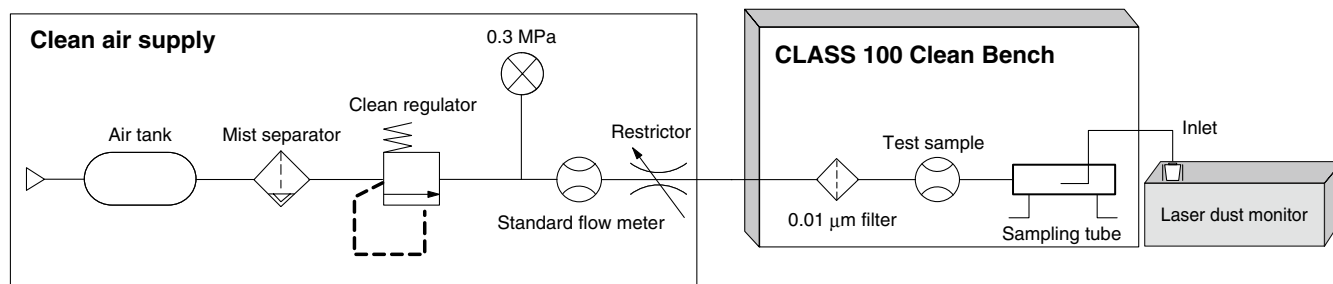 Clean air supply
0.3 MPa
Clean regulator
Air tank
Mist separator
Restrictor
Standard flow meter
CLASS 100 Clean Bench
Test sample
Inlet
0.01 μm filter
Sampling tube
Laser dust monitor